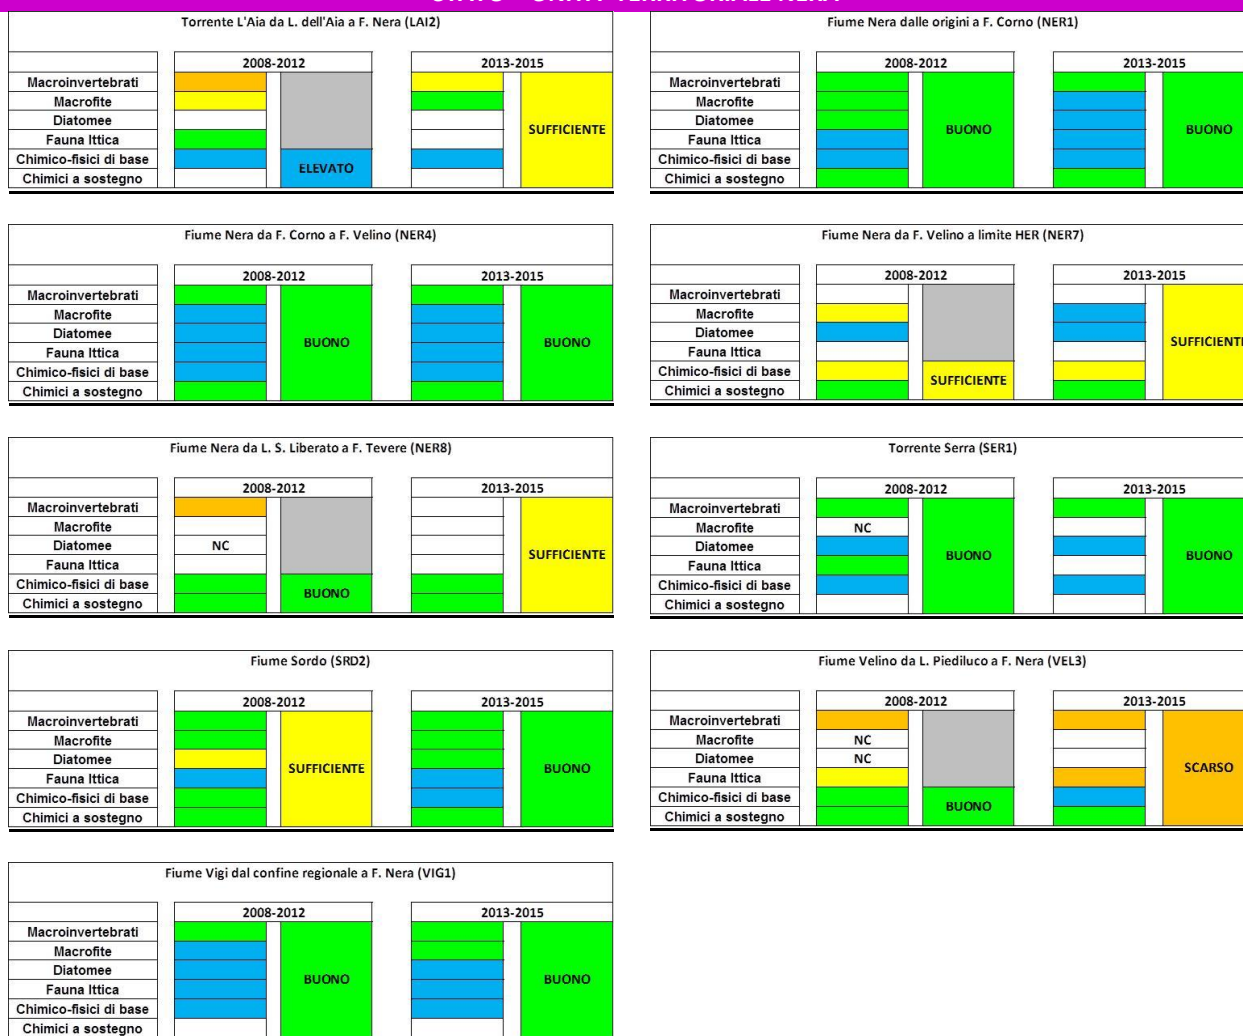 Torrente L'Aia da L. dell'Aia a F. Nera (LAI2)
2008-2012 2013-2015
Macroinvertebrati
Macrofite
Diatomee SUFFICIENTE
Fauna Ittica
Chimico-fisici di base ELEVATO
Chimici a sostegno
Fiume Nera dalle origini a F. Corno (NER1)
2008-2012 2013-2015
Macroinvertebrati
Macrofite
Diatomee BUONO BUONO
Fauna Ittica
Chimico-fisici di base
Chimici a sostegno
Fiume Nera da F. Corno a F. Velino (NER4)
2008-2012 2013-2015
Macroinvertebrati
Macrofite
Diatomee BUONO BUONO
Fauna Ittica
Chimico-fisici di base
Chimici a sostegno
Fiume Nera da F. Velino a limite HER (NER7)
2008-2012 2013-2015
Macroinvertebrati
Macrofite
Diatomee SUFFICIENTE
Fauna Ittica
Chimico-fisici di base SUFFICIENTE
Chimici a sostegno
Fiume Nera da L. S. Liberato a F. Tevere (NER8)
2008-2012 2013-2015
Macroinvertebrati
Macrofite
Diatomee NC SUFFICIENTE
Fauna Ittica
Chimico-fisici di base BUONO
Chimici a sostegno
Torrente Serra (SER1)
2008-2012 2013-2015
Macroinvertebrati
Macrofite NC
Diatomee BUONO BUONO
Fauna Ittica
Chimico-fisici di base
Chimici a sostegno
Fiume Sordo (SRD2)
2008-2012 2013-2015
Macroinvertebrati
Macrofite
Diatomee SUFFICIENTE BUONO
Fauna Ittica
Chimico-fisici di base
Chimici a sostegno
Fiume Velino da L. Piediluco a F. Nera (VEL3)
2008-2012 2013-2015
Macroinvertebrati
Macrofite NC
Diatomee NC SCARSO
Fauna Ittica
Chimico-fisici di base BUONO
Chimici a sostegno
Fiume Vigi dal confine regionale a F. Nera (VIG1)
2008-2012 2013-2015
Macroinvertebrati
Macrofite
Diatomee BUONO BUONO
Fauna Ittica
Chimico-fisici di base
Chimici a sostegno